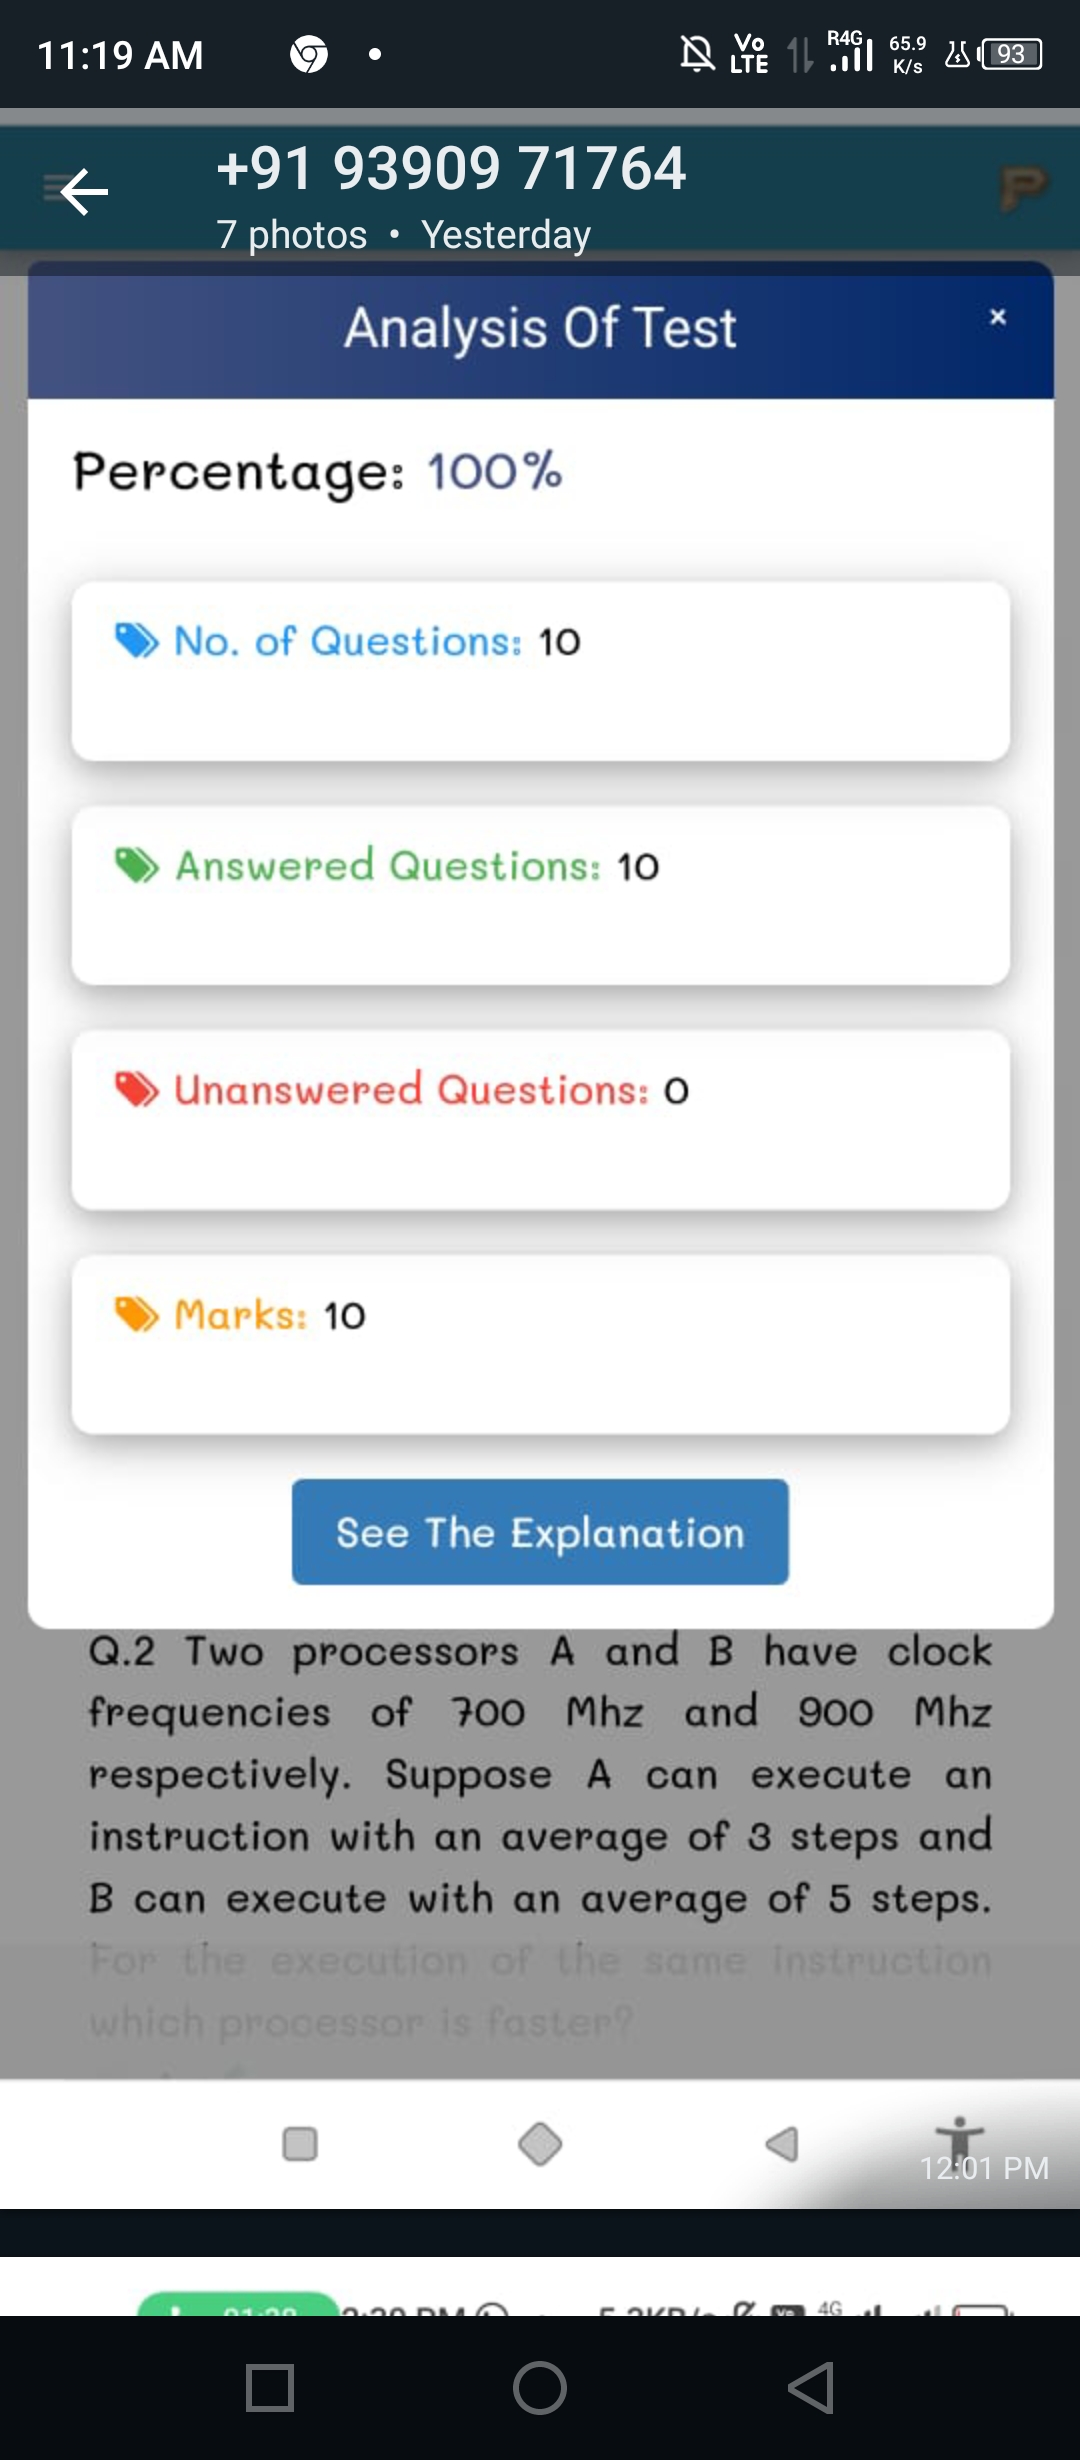 11:19 AM
Vo LTE R4G 65.9 K/s 93
+91 93909 71764
7 photos • Yesterday
Analysis Of Test ×
Percentage: 100%
No. of Questions: 10
Answered Questions: 10
Unanswered Questions: 0
Marks: 10
See The Explanation
Q.2 Two processors A and B have clock
frequencies of 700 Mhz and 900 Mhz
respectively. Suppose A can execute an
instruction with an average of 3 steps and
B can execute with an average of 5 steps.
For the execution of the same instruction
which processor is faster?
12:01 PM
4G